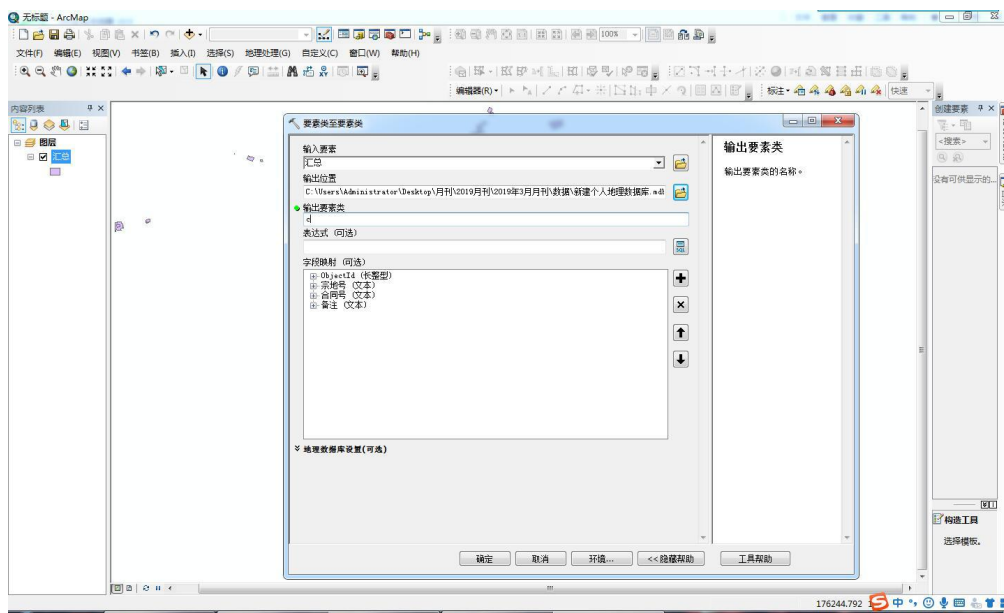 无标题 - ArcMap
100%
文件(F) 编辑(E) 视图(V) 书签(B) 插入(I) 选择(S) 地理处理(G) 自定义(C) 窗口(W) 帮助(H)
编辑器(R)
标注
快速
内容列表
图层
汇总
要素类至要素类
输入要素
汇总
输出位置
C:\Users\Administrator\Desktop\月刊\2019月刊\2019年3月月刊\数据\新建个人地理数据库.mdb
输出要素类
c
表达式 (可选)
SQL
字段映射 (可选)
ObjectId (长整型)
宗地号 (文本)
合同号 (文本)
备注 (文本)
地理数据库设置(可选)
确定
取消
环境...
<<隐藏帮助
工具帮助
输出要素类
输出要素类的名称。
创建要素
<搜索>
没有可供显示的...
构造工具
选择模板。
176244.792
中